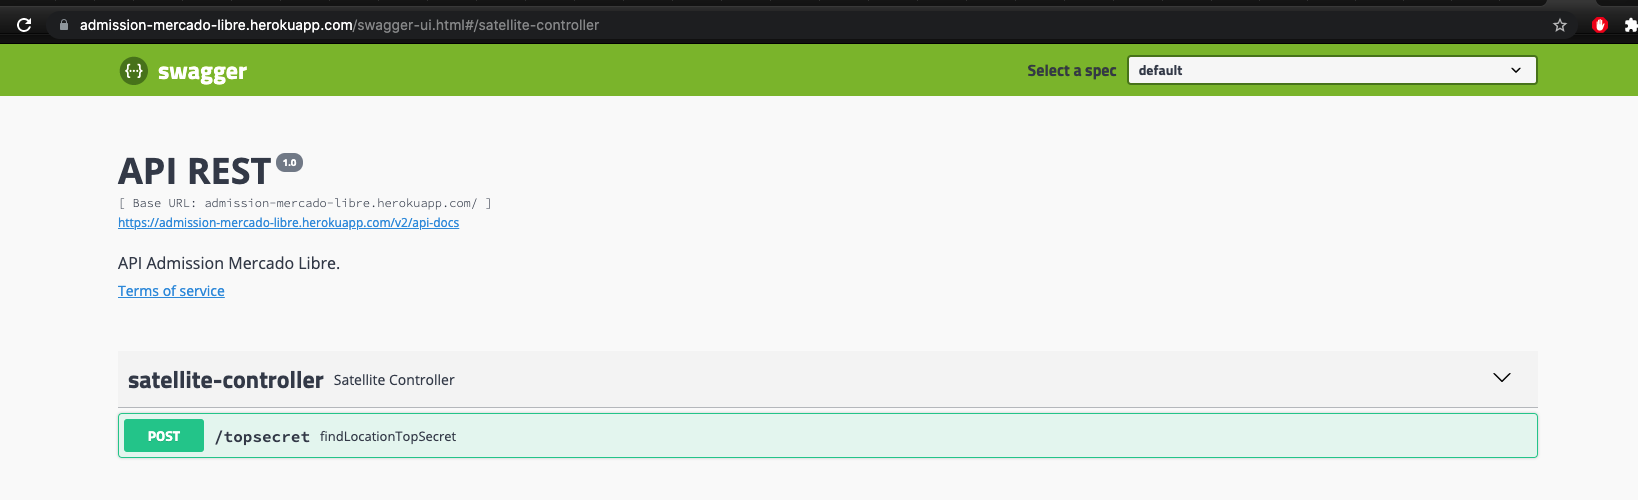 admission-mercado-libre.herokuapp.com/swagger-ui.html#/satellite-controller
{...} swagger
Select a spec
default
API REST 1.0
[ Base URL: admission-mercado-libre.herokuapp.com/ ]
https://admission-mercado-libre.herokuapp.com/v2/api-docs
API Admission Mercado Libre.
Terms of service
satellite-controller Satellite Controller
POST /topsecret findLocationTopSecret